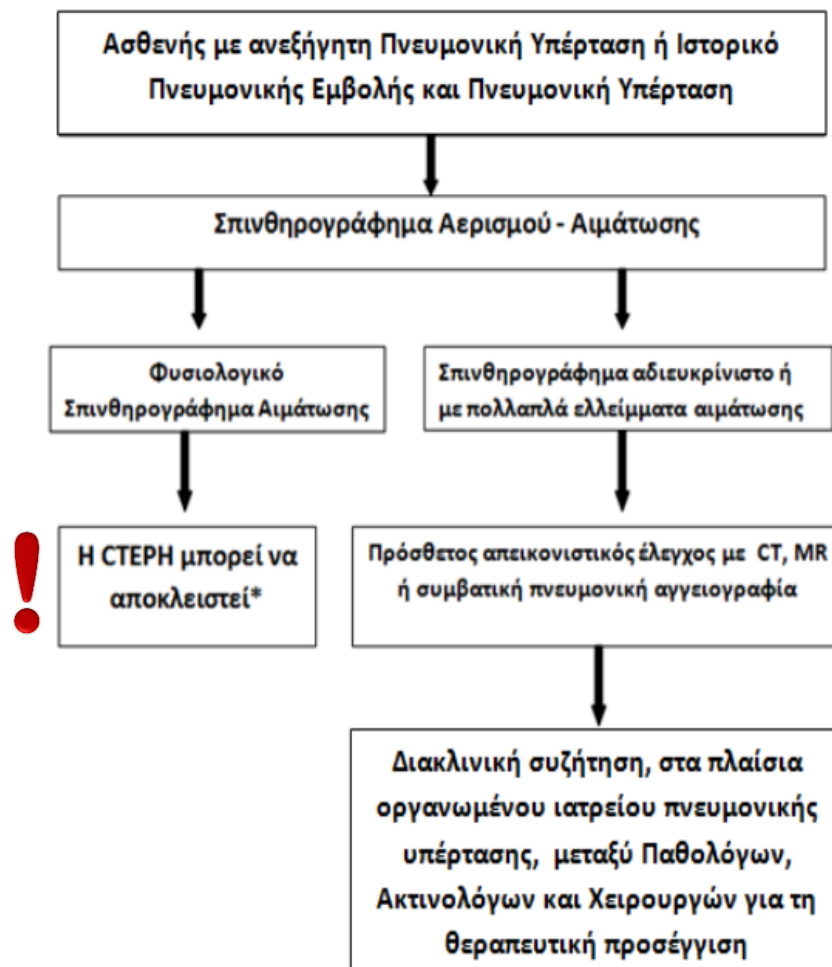 Ασθενής με ανεξήγητη Πνευμονική Υπέρταση ή Ιστορικό
Πνευμονικής Εμβολής και Πνευμονική Υπέρταση
Σπινθηρογράφημα Αερισμού - Αιμάτωσης
Φυσιολογικό
Σπινθηρογράφημα Αιμάτωσης
Σπινθηρογράφημα αδιευκρίνιστο ή
με πολλαπλά ελλείμματα αιμάτωσης
!
Η CTEPH μπορεί να
αποκλειστεί*
Πρόσθετος απεικονιστικός έλεγχος με CT, MR
ή συμβατική πνευμονική αγγειογραφία
Διακλινική συζήτηση, στα πλαίσια
οργανωμένου ιατρείου πνευμονικής
υπέρτασης, μεταξύ Παθολόγων,
Ακτινολόγων και Χειρουργών για τη
θεραπευτική προσέγγιση